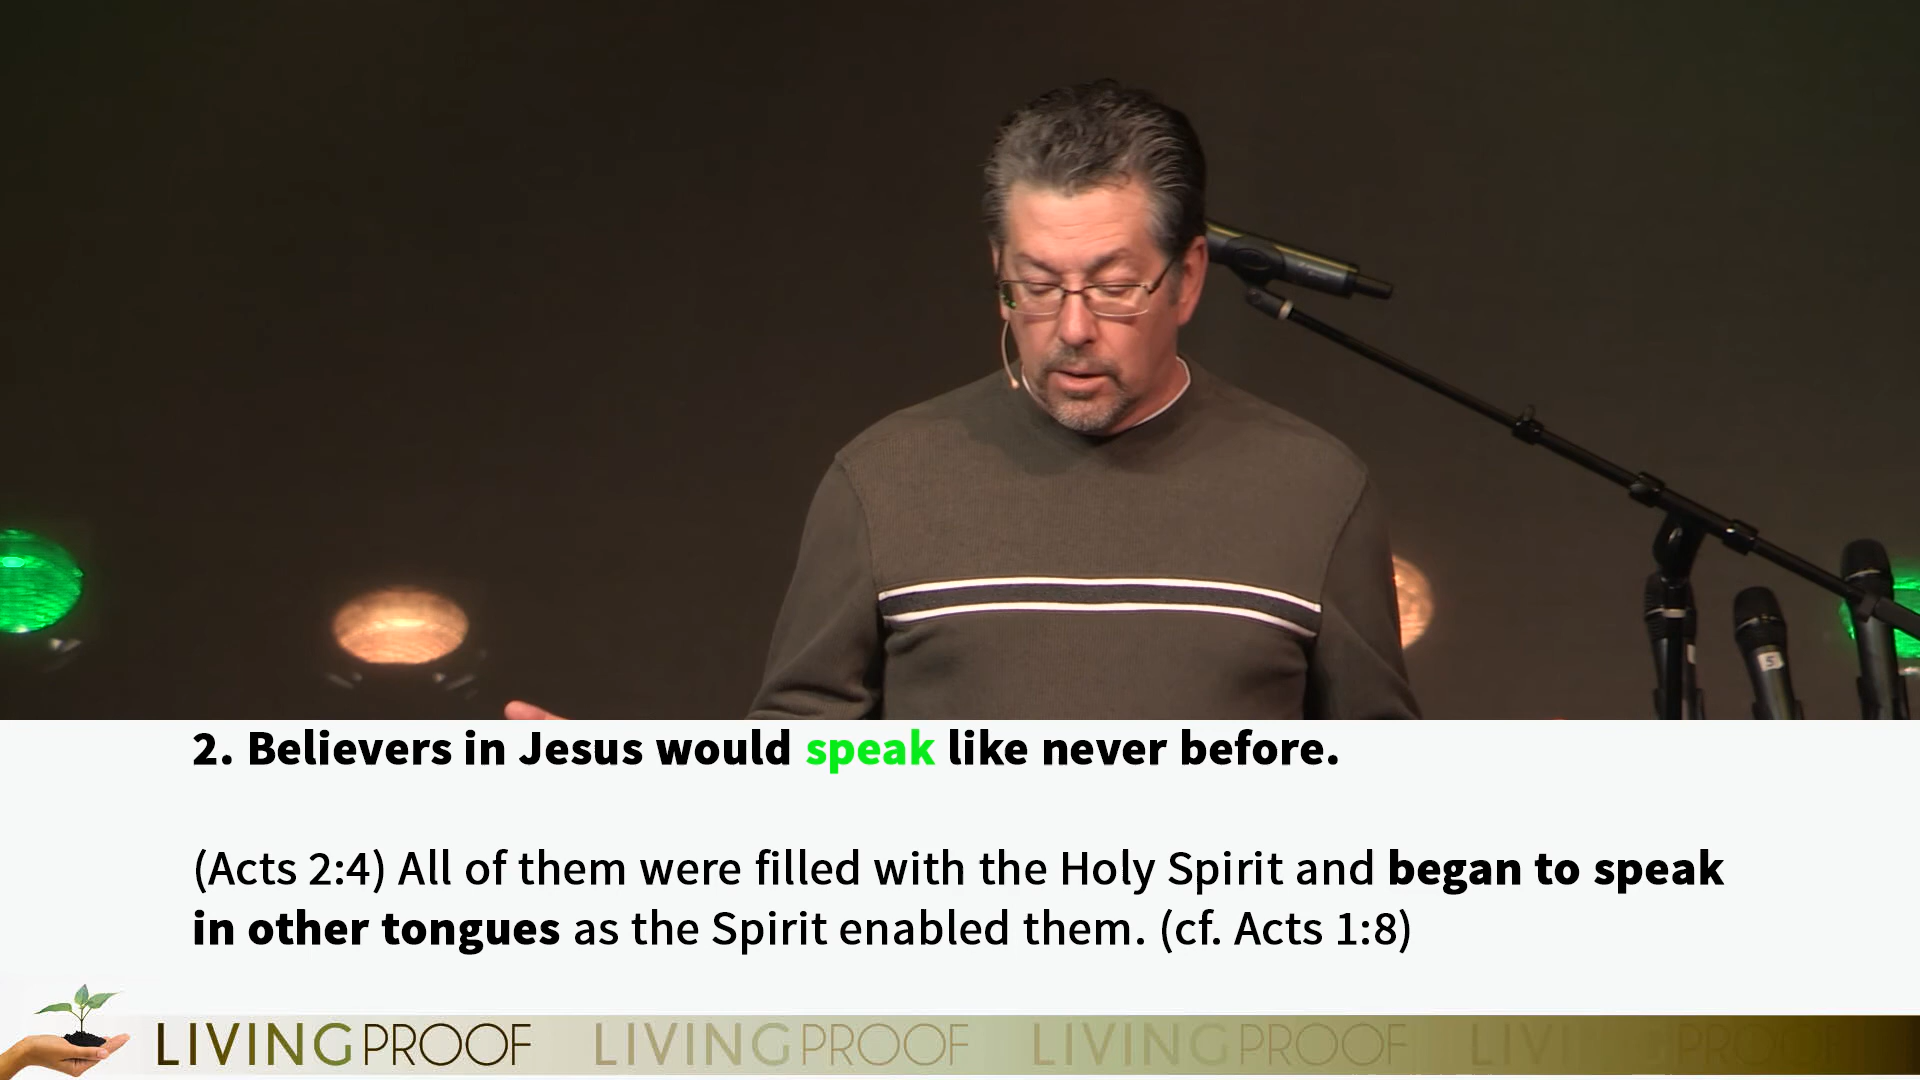 5
2. Believers in Jesus would speak like never before.
(Acts 2:4) All of them were filled with the Holy Spirit and began to speak
in other tongues as the Spirit enabled them. (cf. Acts 1:8)
LIVINGPROOF LIVINGPROOF LIVINGPROOF LIVINGPROOF